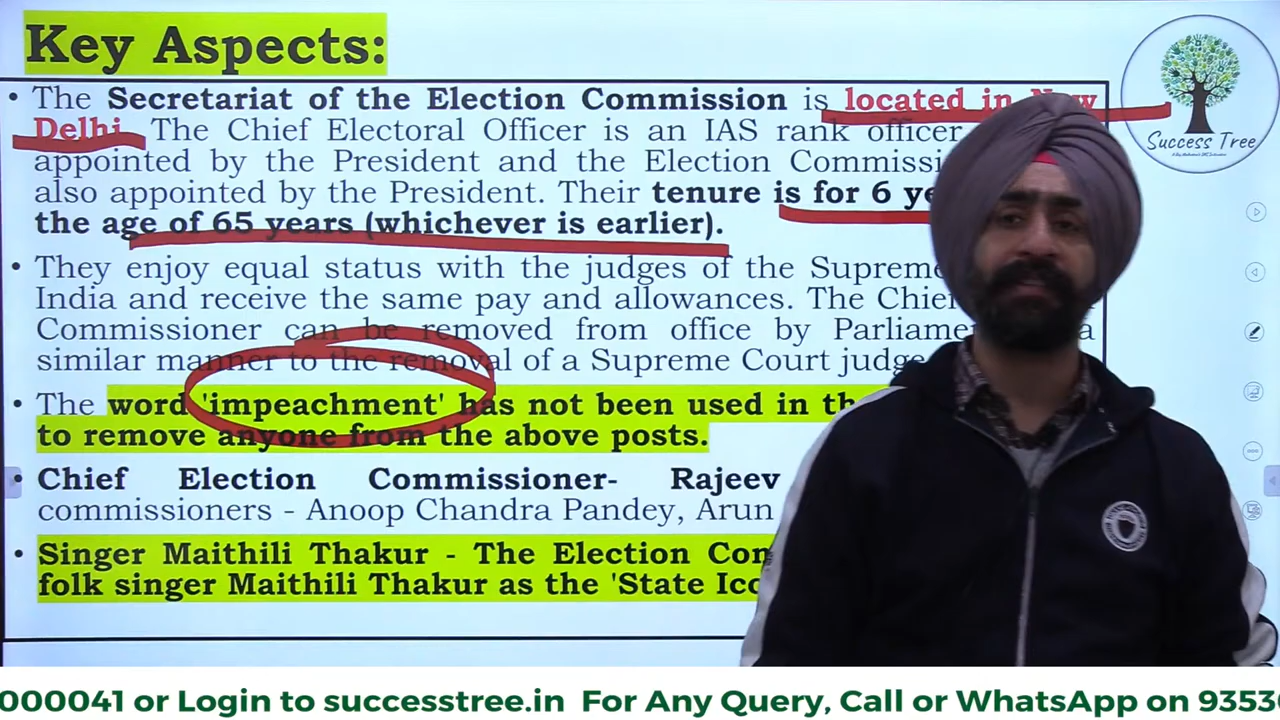 Key Aspects:
• The Secretariat of the Election Commission is located in New
Delhi. The Chief Electoral Officer is an IAS rank officer
appointed by the President and the Election
also appointed by the President. Their tenure is for 6
the age of 65 years (whichever is earlier).
• They enjoy equal status with the judges of the Supreme
India and receive the same pay and allowances. The Chief
Commissioner can be removed from office by a
similar manner to the removal of a Supreme Court judge
• The word 'impeachment' has not been used in
to remove anyone from the above posts.
• Chief Election Commissioner- Rajeev
commissioners - Anoop Chandra Pandey, Arun
• Singer Maithili Thakur - The Election
folk singer Maithili Thakur as the 'State
Success Tree
000041 or Login to successtree.in For Any Query, Call or WhatsApp on 9353